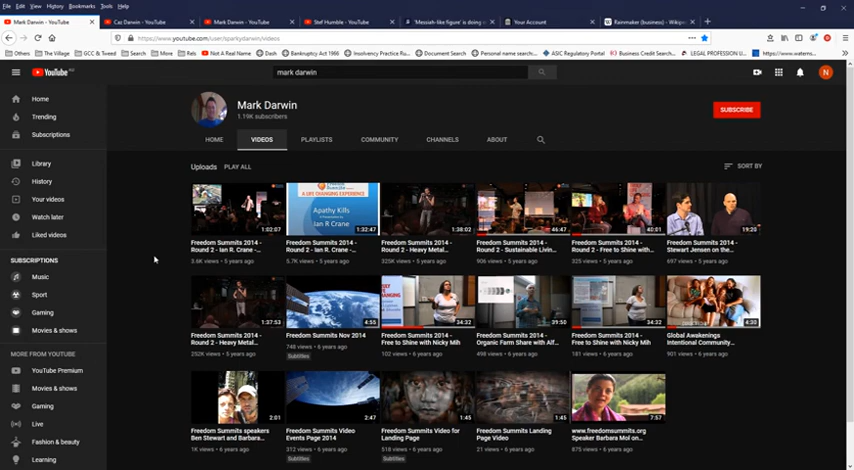 File Edit View History Bookmarks Tools Help
Mark Darwin - YouTube
Caz Darwin - YouTube
Mark Darwin - YouTube
Stef Humble - YouTube
'Messiah-like figure' is doing
Your Account
Rainmaker (business) - Wikip
https://www.youtube.com/user/sparkydarwin/videos
Others
The Village
GCC & Tweed
Search
More
Rels
Not A Real Name
Dash
Bankruptcy Act 1966
Insolvency Practice Ru...
Document Search
Personal name search...
ASIC Regulatory Portal
Business Credit Search...
LEGAL PROFESSION U...
https://www.waterns...
YouTube
mark darwin
N
Home
Trending
Subscriptions
Library
History
Your videos
Watch later
Liked videos
SUBSCRIPTIONS
Music
Sport
Gaming
Movies & shows
MORE FROM YOUTUBE
YouTube Premium
Movies & shows
Gaming
Live
Fashion & beauty
Learning
Mark Darwin
1.19K subscribers
SUBSCRIBE
HOME
VIDEOS
PLAYLISTS
COMMUNITY
CHANNELS
ABOUT
Uploads PLAY ALL
SORT BY
1:02:07
Freedom Summits 2014 -
Round 2 - Ian R. Crane -...
3.6K views • 5 years ago
A LIFE CHANGING EXPERIENCE
Apathy Kills
Presented by
Ian R Crane
1:32:47
Freedom Summits 2014 -
Round 2 - Ian R. Crane -...
5.7K views • 5 years ago
1:38:02
Freedom Summits 2014 -
Round 2 - Heavy Metal...
325K views • 5 years ago
46:47
Freedom Summits 2014 -
Round 2 - Sustainable Livin...
906 views • 5 years ago
40:01
Freedom Summits 2014 -
Round 2 - Free to Shine with...
325 views • 5 years ago
19:20
Freedom Summits 2014 -
Stewart Jensen on the...
697 views • 5 years ago
1:37:53
Freedom Summits 2014 -
Round 2 - Heavy Metal...
252K views • 5 years ago
4:55
Freedom Summits Nov 2014
748 views • 6 years ago
Subtitles
34:32
Freedom Summits 2014 -
Free to Shine with Nicky Mih
102 views • 6 years ago
39:50
Freedom Summits 2014 -
Organic Farm Share with Alf...
498 views • 6 years ago
34:32
Freedom Summits 2014 -
Free to Shine with Nicky Mih
181 views • 6 years ago
4:30
Global Awakenings
Intentional Community...
901 views • 6 years ago
2:01
Freedom Summits speakers
Ben Stewart and Barbara...
1K views • 6 years ago
2:47
Freedom Summits Video
Events Page 2014
312 views • 6 years ago
Subtitles
1:45
Freedom Summits Video for
Landing Page
518 views • 6 years ago
Subtitles
1:45
Freedom Summits Landing
Page Video
21 views • 6 years ago
7:57
www.freedomsummits.org
Speaker Barbara Mol on...
875 views • 6 years ago